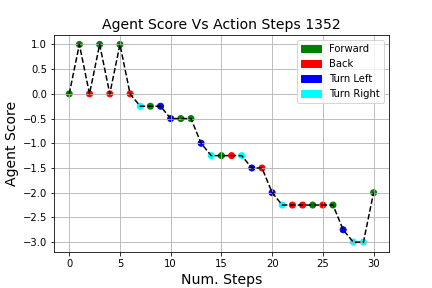 Agent Score Vs Action Steps 1352
Agent Score
1.0
0.5
0.0
−0.5
−1.0
−1.5
−2.0
−2.5
−3.0
Forward
Back
Turn Left
Turn Right
0 5 10 15 20 25 30
Num. Steps